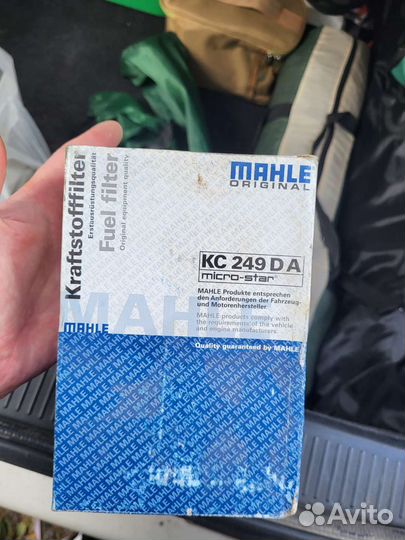 Kraftstofffilter
Erstausrüstungsqualität
Fuel filter
Original equipment quality
MAHLE
ORIGINAL
KC 249 D A
micro-star
MAHLE Produkte entsprechen
den Anforderungen der Fahrzeug-
und Motorenhersteller.
MAHLE products comply with
the requirements of the vehicle
and engine manufacturers.
MAH
MAHLE
Quality guaranteed by MAHLE
Avito